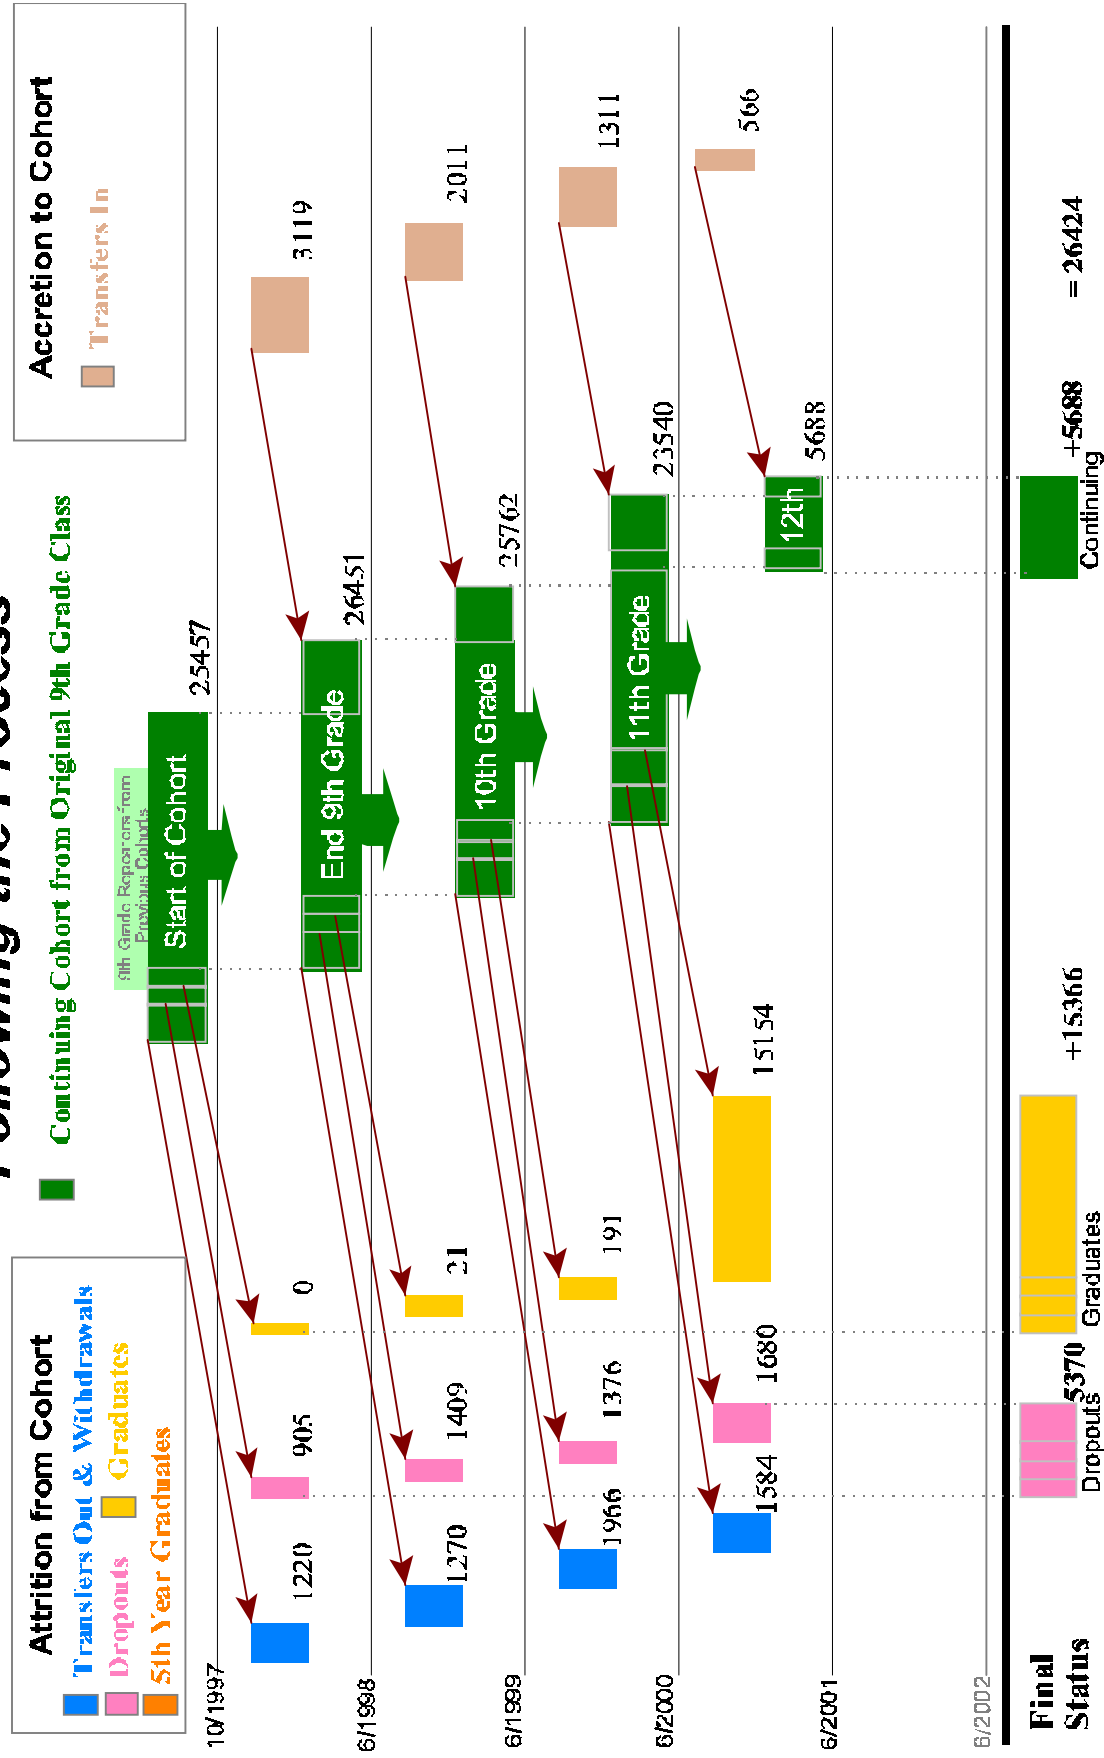 Following the Process
Attrition from Cohort
Transfers Out & Withdrawals
Dropouts
Graduates
5th Year Graduates
Continuing Cohort from Original 9th Grade Class
Accretion to Cohort
Transfers In
9th Grade Repeaters from
Previous Cohorts
Start of Cohort
25457
10/1997
1220
905
0
3119
End 9th Grade
26451
6/1998
1270
1409
21
2011
10th Grade
25762
6/1999
1966
1376
191
1311
11th Grade
23540
6/2000
1584
1680
15154
566
12th
5688
6/2001
6/2002
Final
Status
5370
+15366
+5688
= 26424
Dropouts
Graduates
Continuing